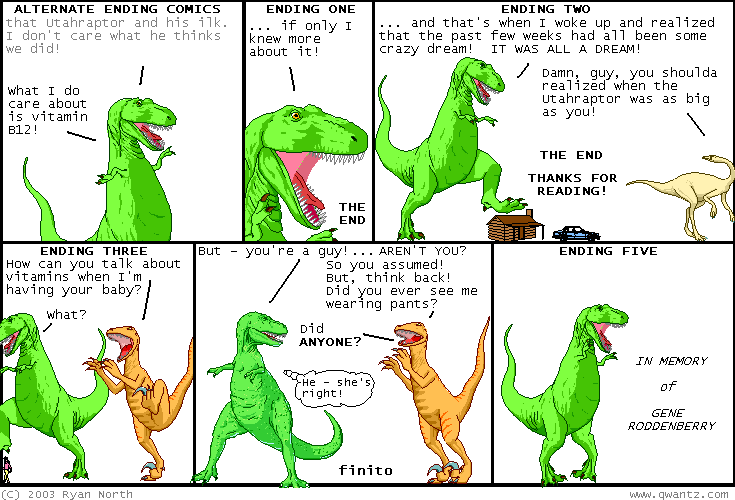 ALTERNATE ENDING COMICS
that Utahraptor and his ilk.
I don't care what he thinks
we did!
What I do
care about
is vitamin
B12!
ENDING ONE
... if only I
knew more
about it!
THE
END
ENDING TWO
... and that's when I woke up and realized
that the past few weeks had all been some
crazy dream!  IT WAS ALL A DREAM!
Damn, guy, you shoulda
realized when the
Utahraptor was as big
as you!
THE END
THANKS FOR
READING!
ENDING THREE
How can you talk about
vitamins when I'm
having your baby?
what?
But - you're a guy!... AREN'T YOU?
So you assumed!
But, think back!
Did you ever see me
wearing pants?
Did
ANYONE?
He - she's
right!
finito
ENDING FIVE
IN MEMORY
of
GENE
RODDENBERRY
(C) 2003 Ryan North
www.qwantz.com